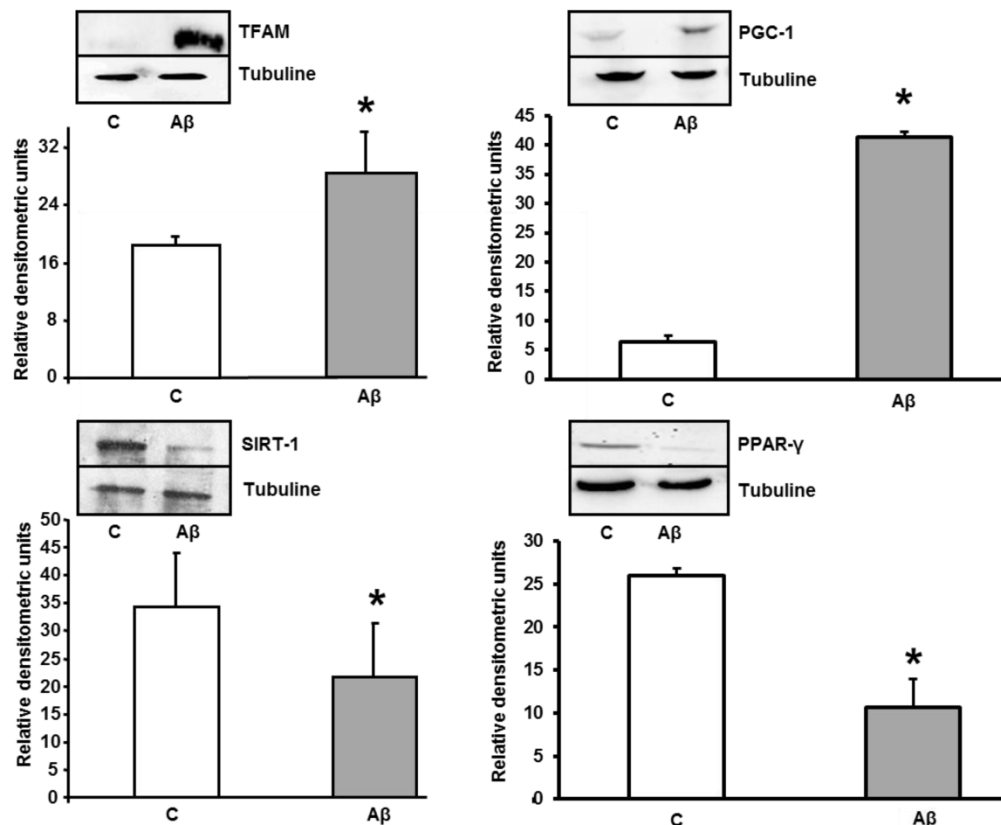 TFAM
Tubuline
C Aβ
*
Relative densitometric units
32
24
16
8
0
C Aβ
PGC-1
Tubuline
C Aβ
*
Relative densitometric units
45
40
35
30
25
20
15
10
5
0
C Aβ
SIRT-1
Tubuline
C Aβ
*
Relative densitometric units
50
45
40
35
30
25
20
15
10
5
0
C Aβ
PPAR-γ
Tubuline
C Aβ
*
Relative densitometric units
30
25
20
15
10
5
0
C Aβ